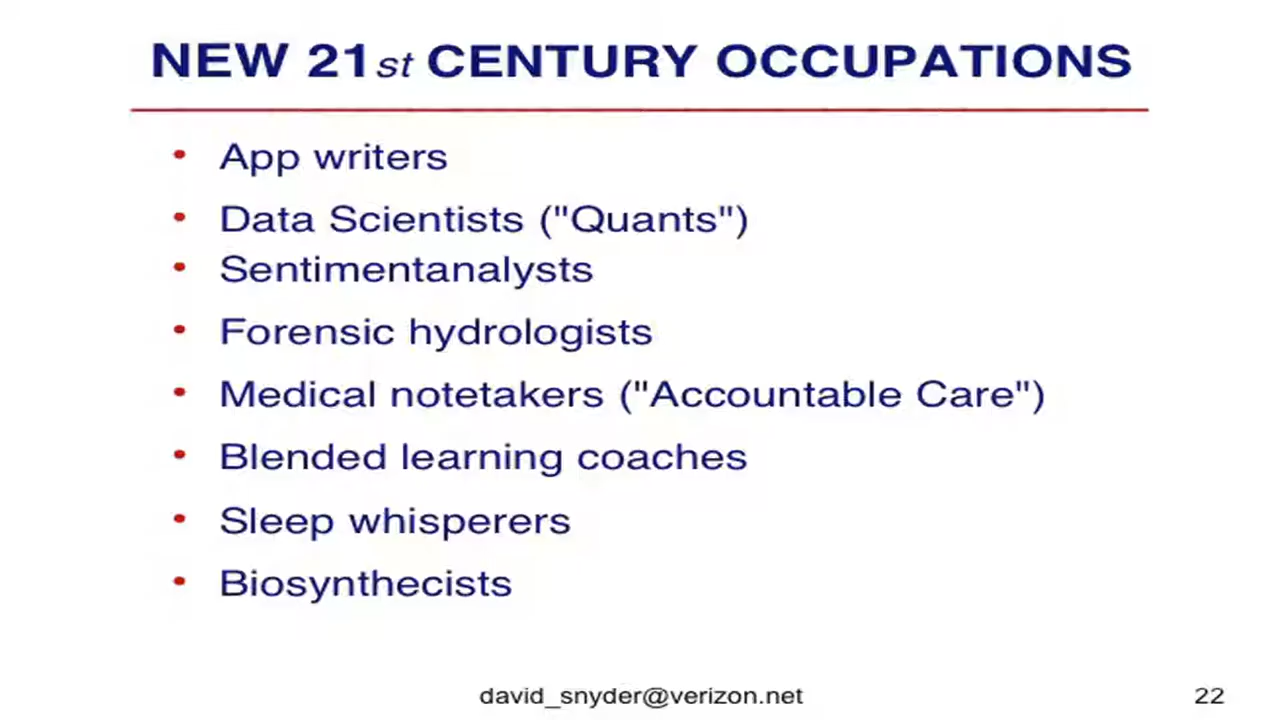 NEW 21st CENTURY OCCUPATIONS
• App writers
• Data Scientists ("Quants")
• Sentimentanalysts
• Forensic hydrologists
• Medical notetakers ("Accountable Care")
• Blended learning coaches
• Sleep whisperers
• Biosynthecists
david_snyder@verizon.net 22